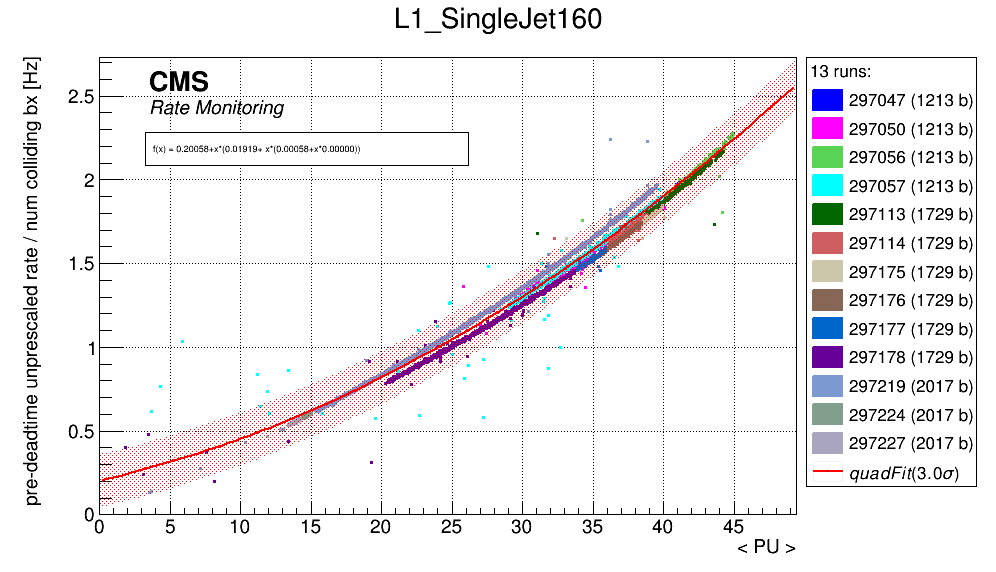 L1_SingleJet160
pre-deadtime unprescaled rate / num colliding bx [Hz]
CMS
Rate Monitoring
f(x) = 0.20058+x*(0.01919+ x*(0.00058+x*0.00000))
2.5
2
1.5
1
0.5
0
0 5 10 15 20 25 30 35 40 45
< PU >
13 runs:
297047 (1213 b)
297050 (1213 b)
297056 (1213 b)
297057 (1213 b)
297113 (1729 b)
297114 (1729 b)
297175 (1729 b)
297176 (1729 b)
297177 (1729 b)
297178 (1729 b)
297219 (2017 b)
297224 (2017 b)
297227 (2017 b)
quadFit(3.0σ)